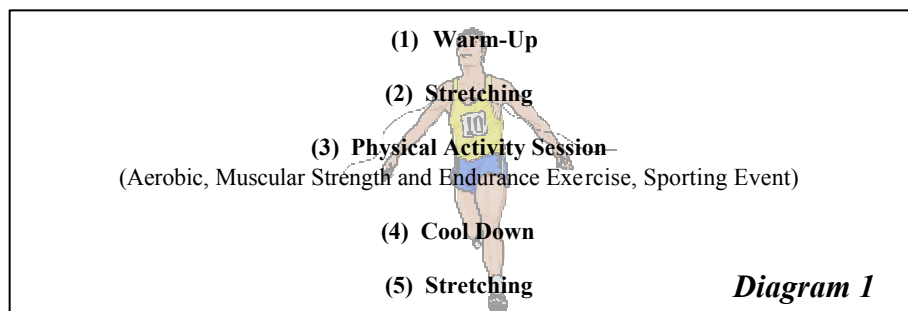 (1) Warm-Up
(2) Stretching
10
(3) Physical Activity Session
(Aerobic, Muscular Strength and Endurance Exercise, Sporting Event)
(4) Cool Down
(5) Stretching
Diagram 1